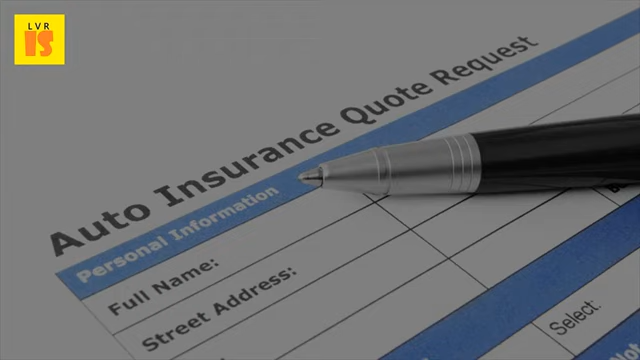 LVR
IS
Auto Insurance Quote Request
Personal Information
Full Name:
Street Address:
Select: